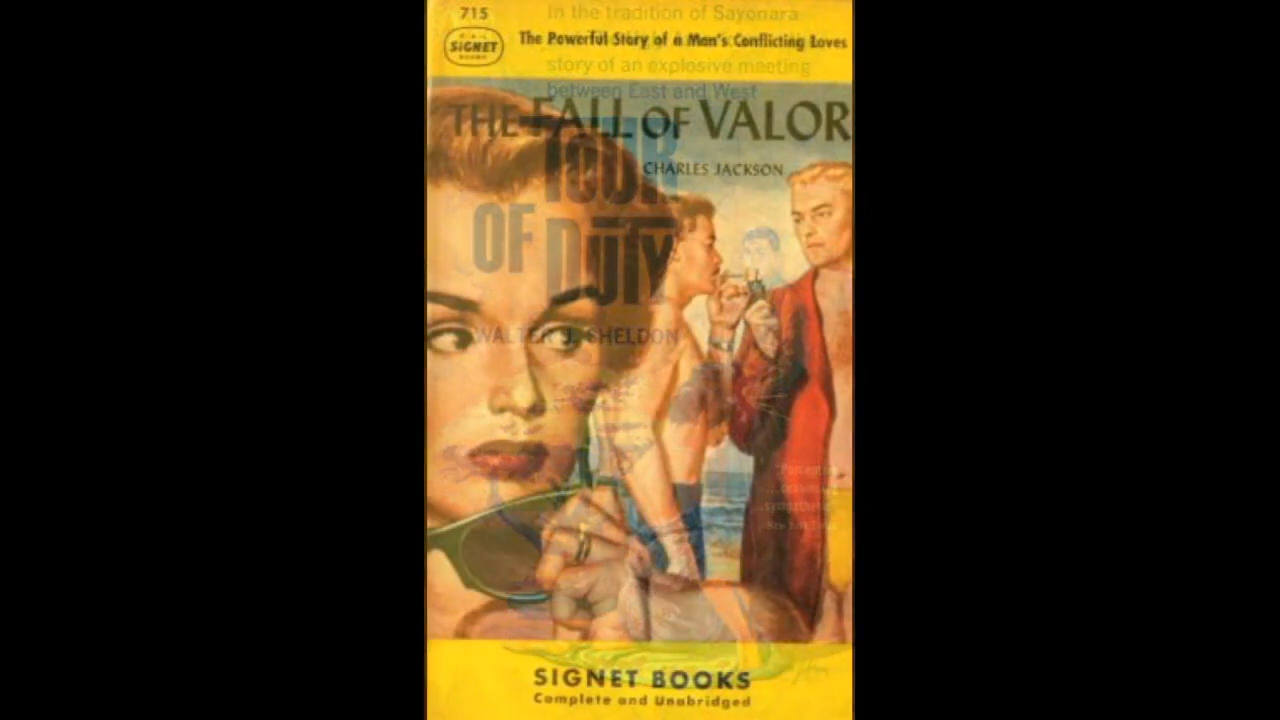 715
SIGNET
BOOKS
The Powerful Story of a Man's Conflicting Loves
In the tradition of Sayonara
story of an explosive meeting
between East and West
THE FALL OF VALOR
CHARLES JACKSON
TOUR
OF DUTY
WALTER J. SHELDON
SIGNET BOOKS
Complete and Unabridged